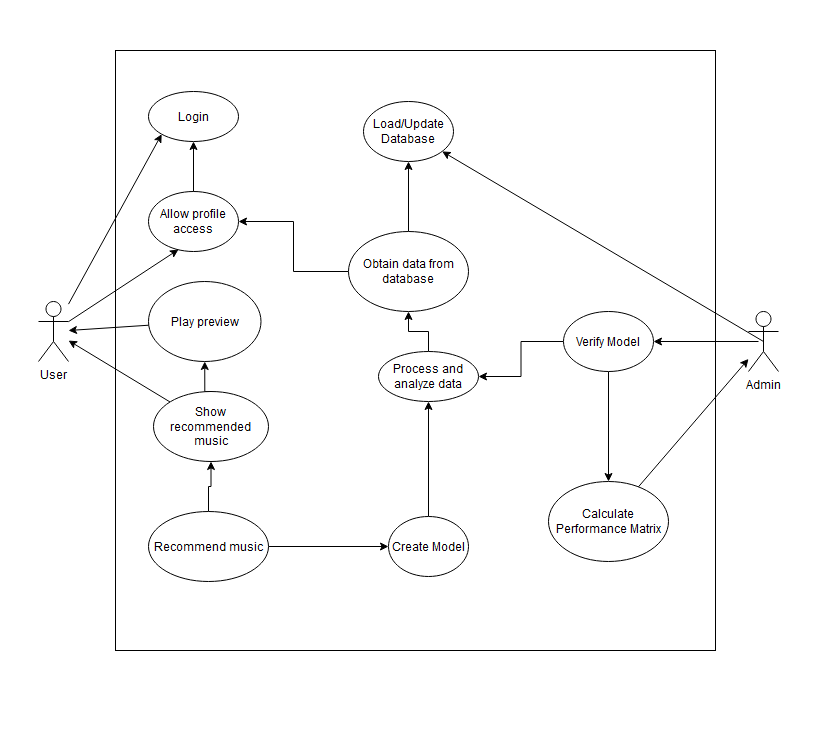 Login
Load/Update
Database
Allow profile
access
Obtain data from
database
Play preview
User
Verify Model
Admin
Process and
analyze data
Show
recommended
music
Calculate
Performance Matrix
Recommend music
Create Model